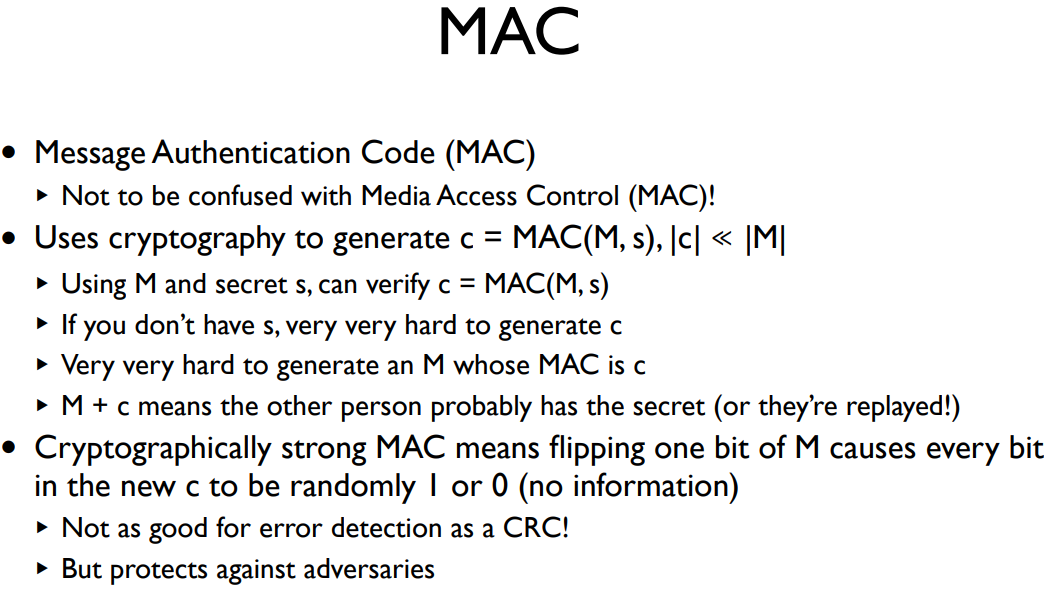 MAC
• Message Authentication Code (MAC)
‣ Not to be confused with Media Access Control (MAC)!
• Uses cryptography to generate c = MAC(M, s), |c| ≪ |M|
‣ Using M and secret s, can verify c = MAC(M, s)
‣ If you don’t have s, very very hard to generate c
‣ Very very hard to generate an M whose MAC is c
‣ M + c means the other person probably has the secret (or they’re replayed!)
• Cryptographically strong MAC means flipping one bit of M causes every bit
in the new c to be randomly 1 or 0 (no information)
‣ Not as good for error detection as a CRC!
‣ But protects against adversaries